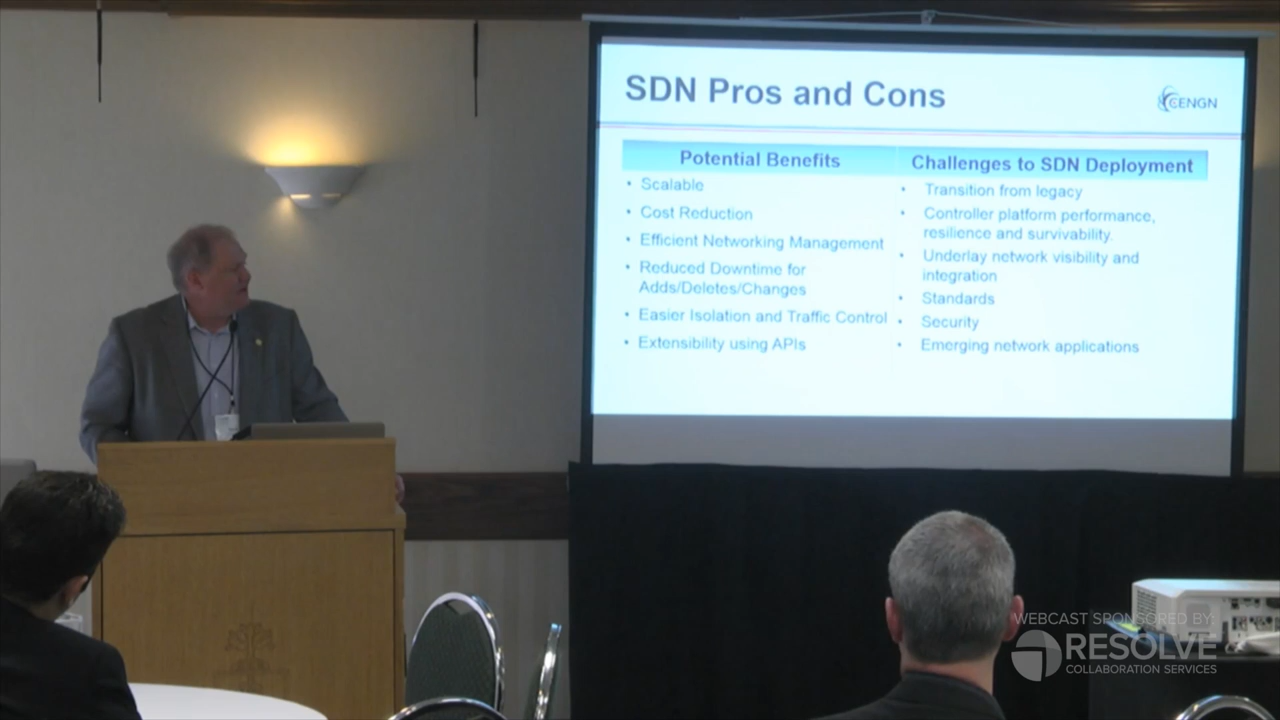 SDN Pros and Cons
CENGN
Potential Benefits
• Scalable
• Cost Reduction
• Efficient Networking Management
• Reduced Downtime for
Adds/Deletes/Changes
• Easier Isolation and Traffic Control
• Extensibility using APIs
Challenges to SDN Deployment
• Transition from legacy
• Controller platform performance,
resilience and survivability.
• Underlay network visibility and
integration
• Standards
• Security
• Emerging network applications
WEBCAST SPONSORED BY:
RESOLVE
COLLABORATION SERVICES